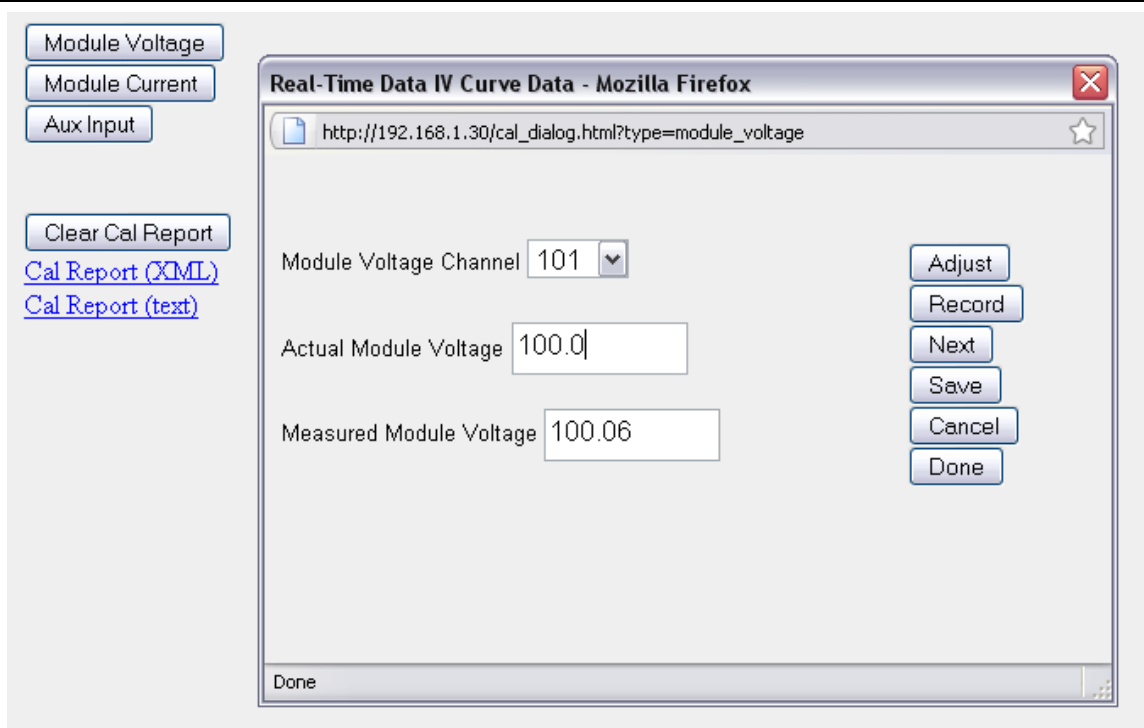 Module Voltage
Module Current
Aux Input
Clear Cal Report
Cal Report (XML)
Cal Report (text)
Real-Time Data IV Curve Data - Mozilla Firefox
http://192.168.1.30/cal_dialog.html?type=module_voltage
Module Voltage Channel 101
Actual Module Voltage 100.0
Measured Module Voltage 100.06
Adjust
Record
Next
Save
Cancel
Done
Done